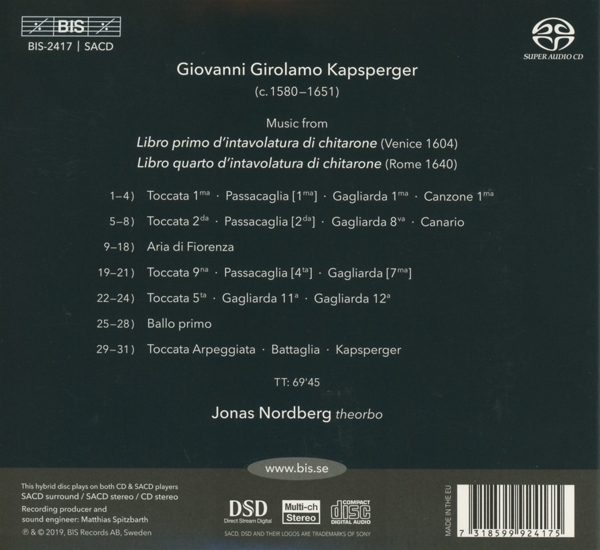 BIS
BIS-2417 | SACD
SUPER AUDIO CD
Giovanni Girolamo Kapsperger
(c. 1580–1651)
Music from
Libro primo d'intavolatura di chitarone (Venice 1604)
Libro quarto d'intavolatura di chitarone (Rome 1640)
1–4) Toccata 1ma · Passacaglia [1ma] · Gagliarda 1ma · Canzone 1ma
5–8) Toccata 2da · Passacaglia [2da] · Gagliarda 8va · Canario
9–18) Aria di Fiorenza
19–21) Toccata 9na · Passacaglia [4ta] · Gagliarda [7ma]
22–24) Toccata 5ta · Gagliarda 11a · Gagliarda 12a
25–28) Ballo primo
29–31) Toccata Arpeggiata · Battaglia · Kapsperger
TT: 69'45
Jonas Nordberg theorbo
www.bis.se
This hybrid disc plays on both CD & SACD players
SACD surround / SACD stereo / CD stereo
Recording producer and
sound engineer: Matthias Spitzbarth
℗ & © 2019, BIS Records AB, Sweden
DSD
Direct Stream Digital
Multi-ch
Stereo
COMPACT
disc
DIGITAL AUDIO
SACD, DSD AND THEIR LOGOS ARE TRADEMARKS OF SONY
MADE IN THE EU
7 318599 924175